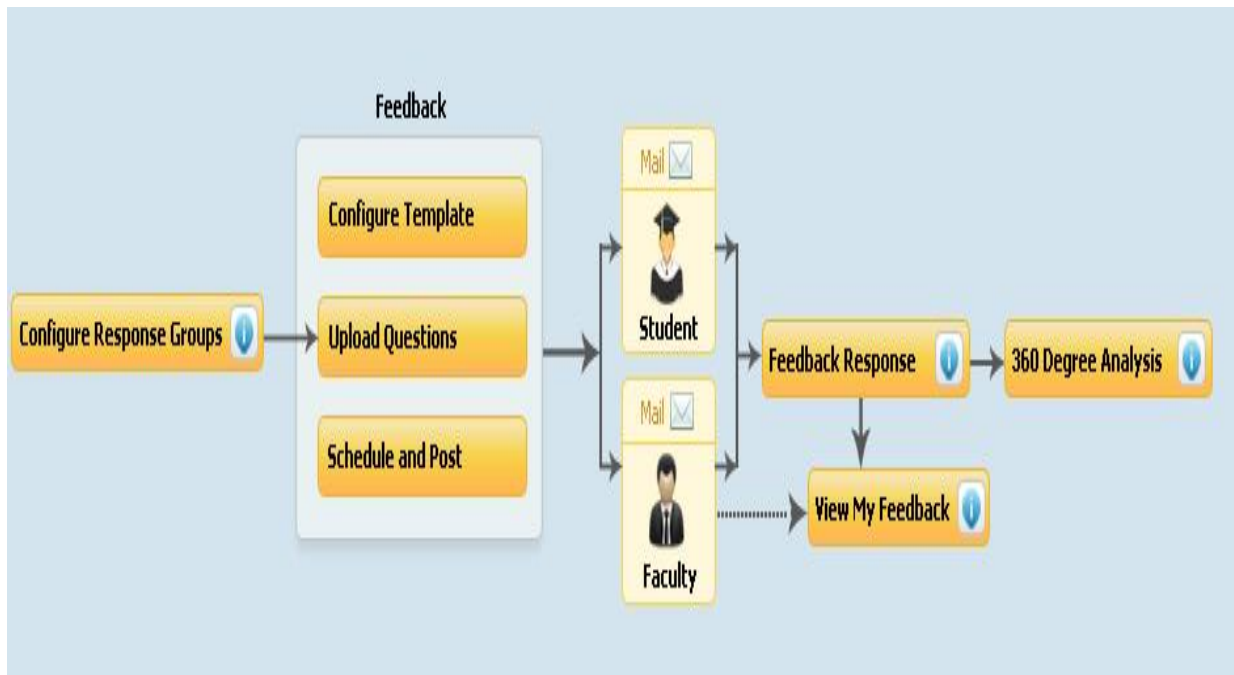 Feedback
Configure Template
Configure Response Groups
Upload Questions
Schedule and Post
Mail
Student
Mail
Faculty
Feedback Response
360 Degree Analysis
View My Feedback